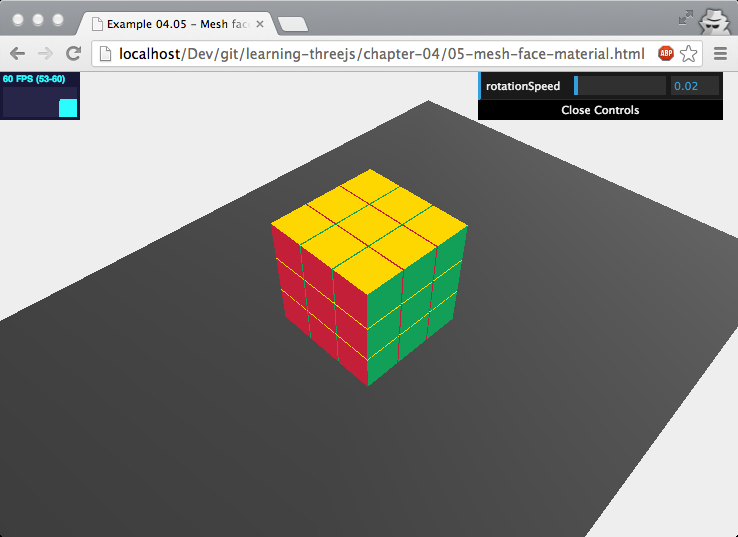 Example 04.05 – Mesh fac
localhost/Dev/git/learning-threejs/chapter-04/05-mesh-face-material.html
ABP
60 FPS (53-60)
rotationSpeed 0.02
Close Controls